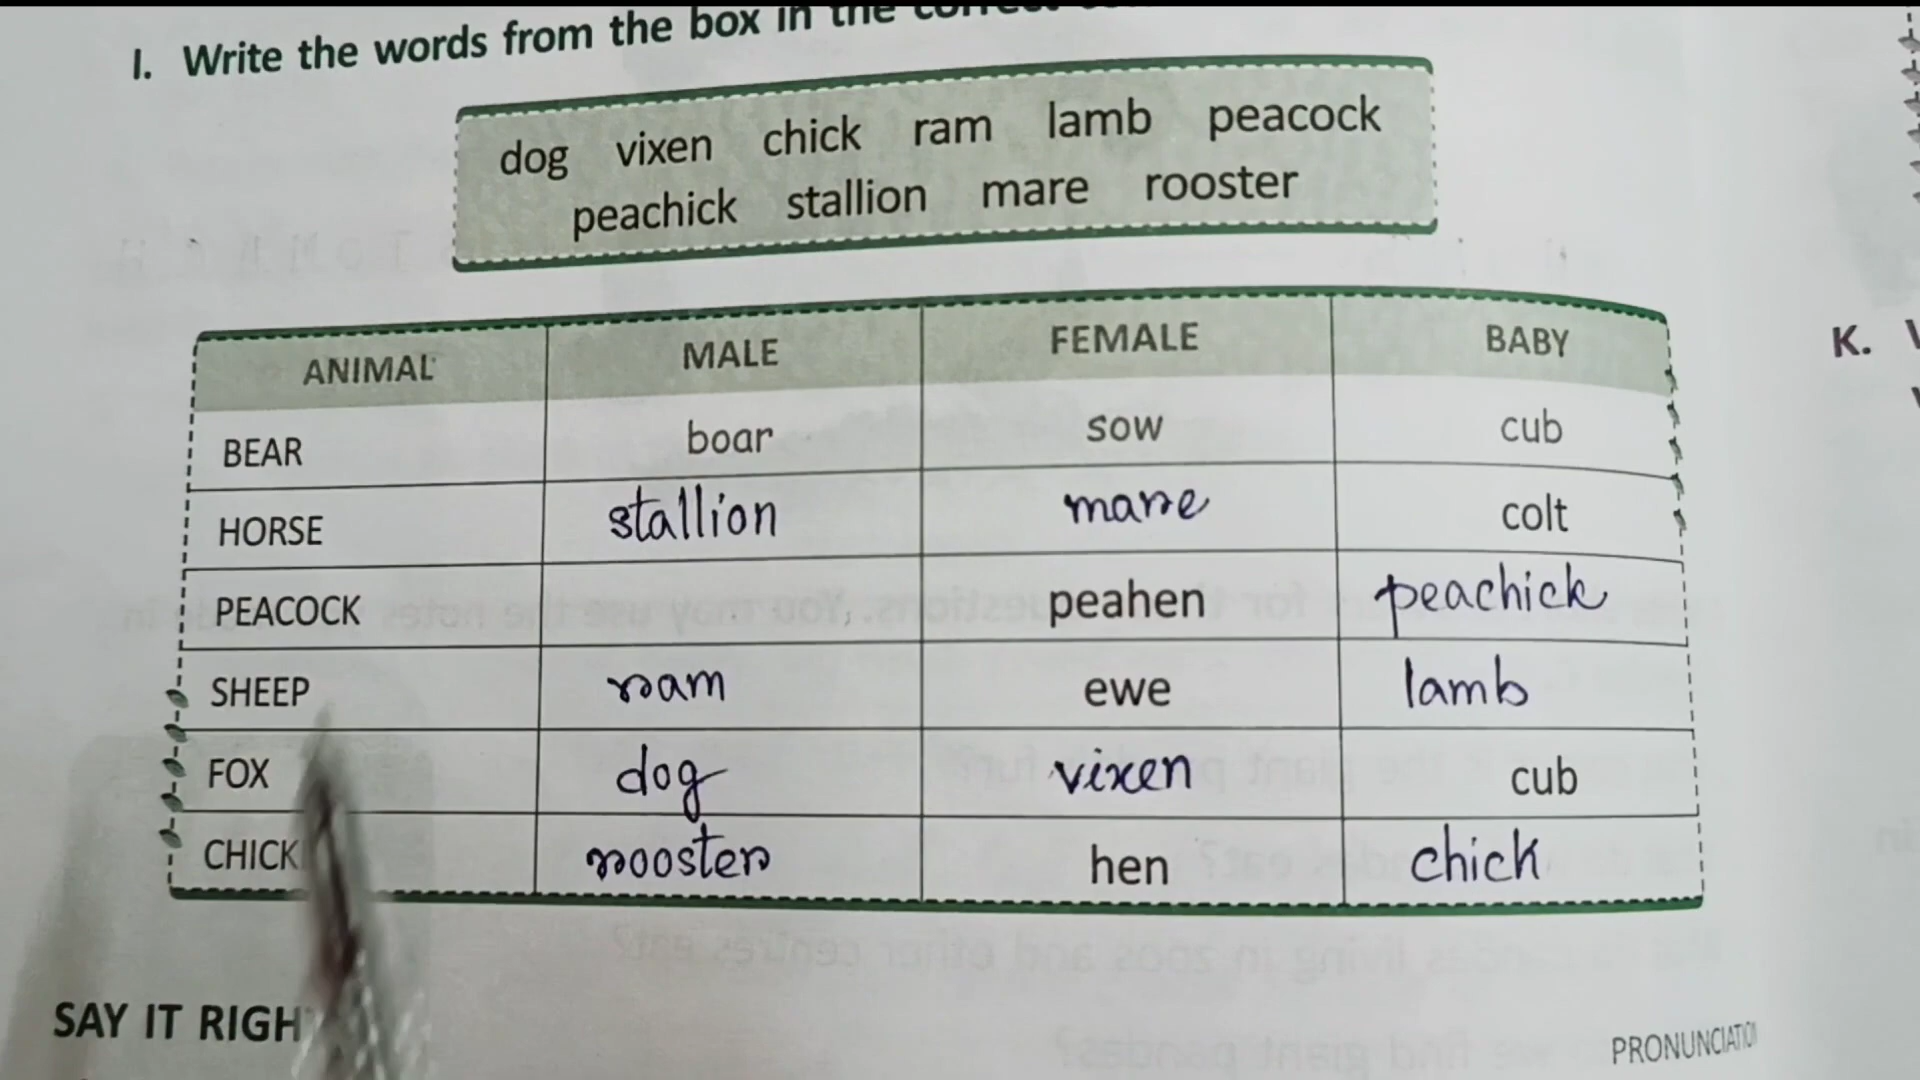 I. Write the words from the box in the
dog vixen chick ram lamb peacock
peachick stallion mare rooster
ANIMAL MALE FEMALE BABY
BEAR boar sow cub
HORSE stallion mare colt
PEACOCK peahen peachick
SHEEP ram ewe lamb
FOX dog vixen cub
CHICK rooster hen chick
K.
SAY IT RIGH
PRONUNCIATIO